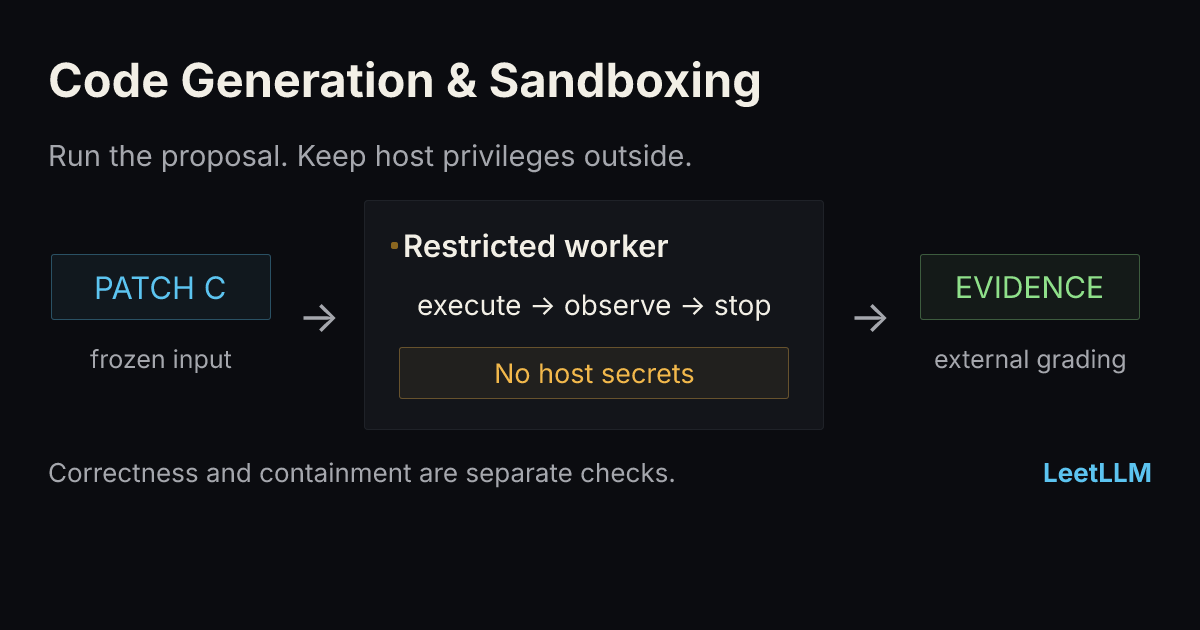 Code Generation & Sandboxing
Run the proposal. Keep host privileges outside.
PATCH C
frozen input
→
Restricted worker
execute → observe → stop
No host secrets
→
EVIDENCE
external grading
Correctness and containment are separate checks.
LeetLLM